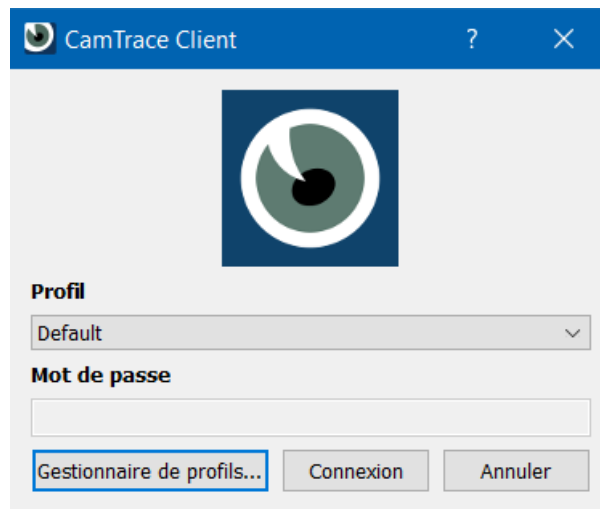 CamTrace Client ?
Profil
Default
Mot de passe
Gestionnaire de profils... Connexion Annuler